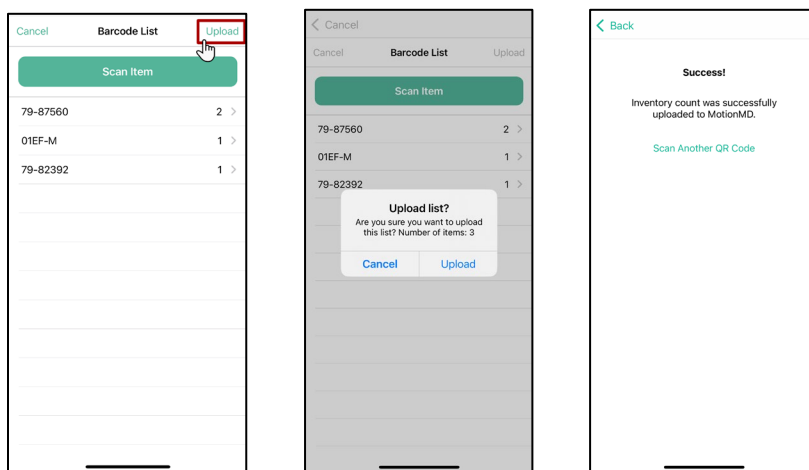 Cancel Barcode List Upload
Scan Item
79-87560 2
01EF-M 1
79-82392 1
Cancel
Cancel Barcode List Upload
Scan Item
79-87560 2
01EF-M 1
79-82392 1
Upload list?
Are you sure you want to upload
this list? Number of items: 3
Cancel Upload
Back
Success!
Inventory count was successfully
uploaded to MotionMD.
Scan Another QR Code